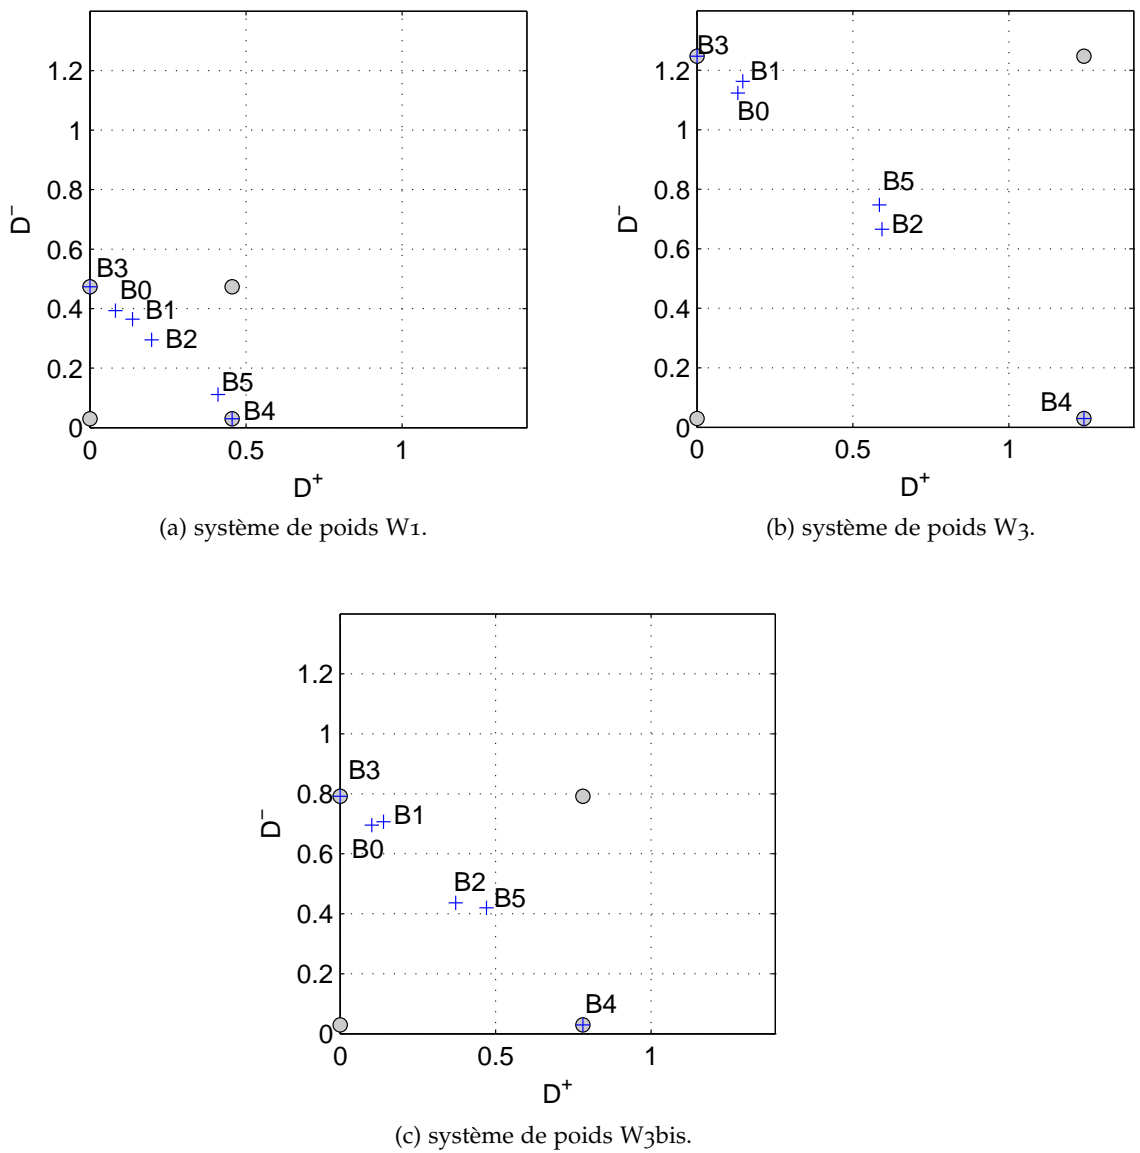 1.2
1
0.8
0.6
0.4
0.2
0
D⁻
B3
B0
B1
B2
B5
B4
0 0.5 1
D⁺
(a) système de poids W1.
1.2
1
0.8
0.6
0.4
0.2
0
D⁻
B3
B1
B0
B5
B2
B4
0 0.5 1
D⁺
(b) système de poids W3.
1.2
1
0.8
0.6
0.4
0.2
0
D⁻
B3
B1
B0
B2
B5
B4
0 0.5 1
D⁺
(c) système de poids W3bis.